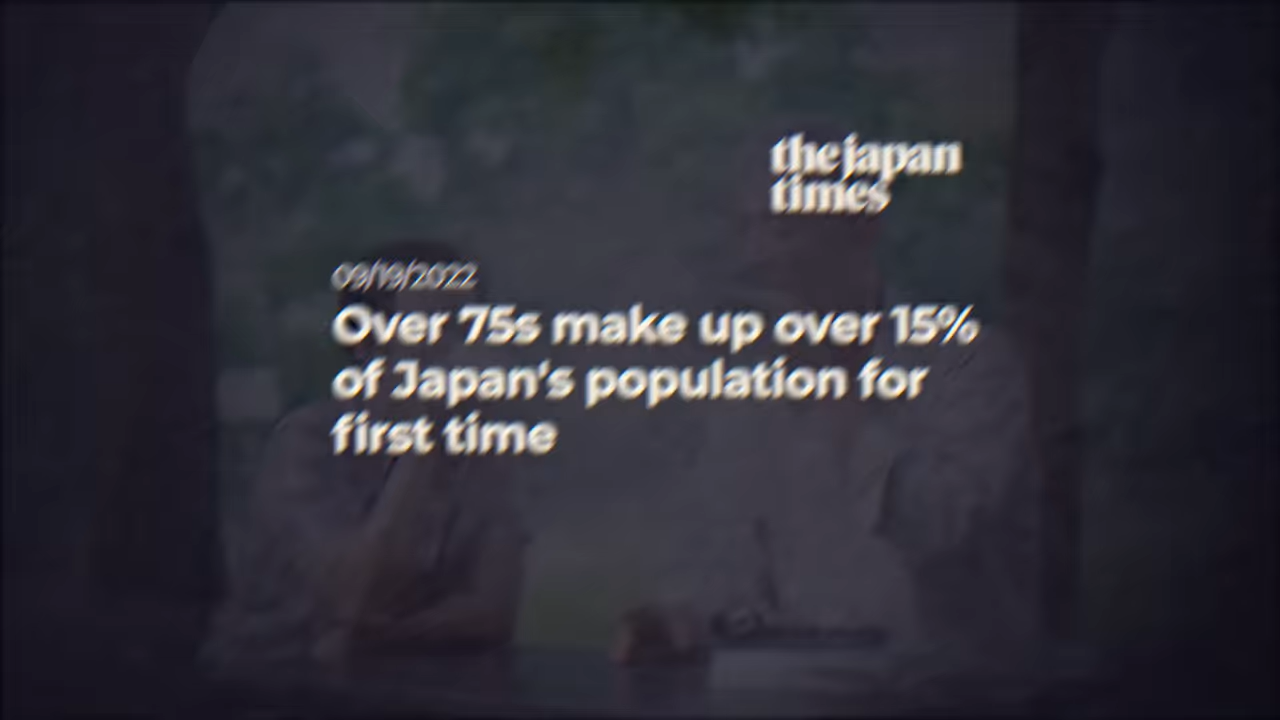 the japan
times
09/19/2022
Over 75s make up over 15%
of Japan's population for
first time